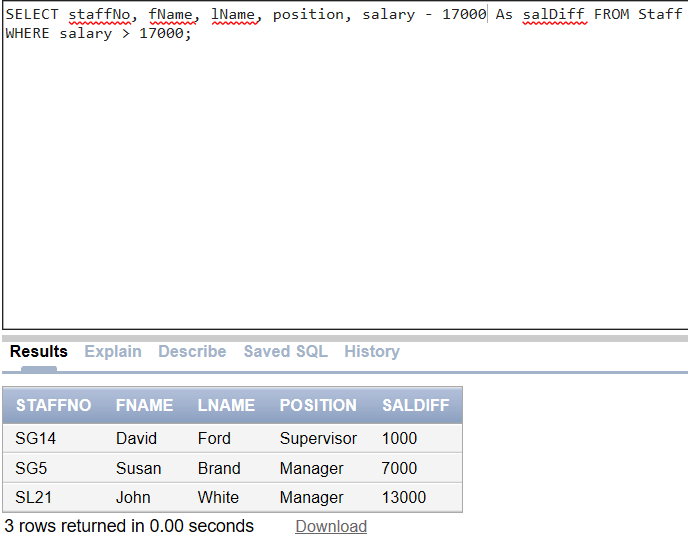 SELECT staffNo, fName, lName, position, salary - 17000 As salDiff FROM Staff
WHERE salary > 17000;
Results Explain Describe Saved SQL History
STAFFNO FNAME LNAME POSITION SALDIFF
SG14 David Ford Supervisor 1000
SG5 Susan Brand Manager 7000
SL21 John White Manager 13000
3 rows returned in 0.00 seconds Download